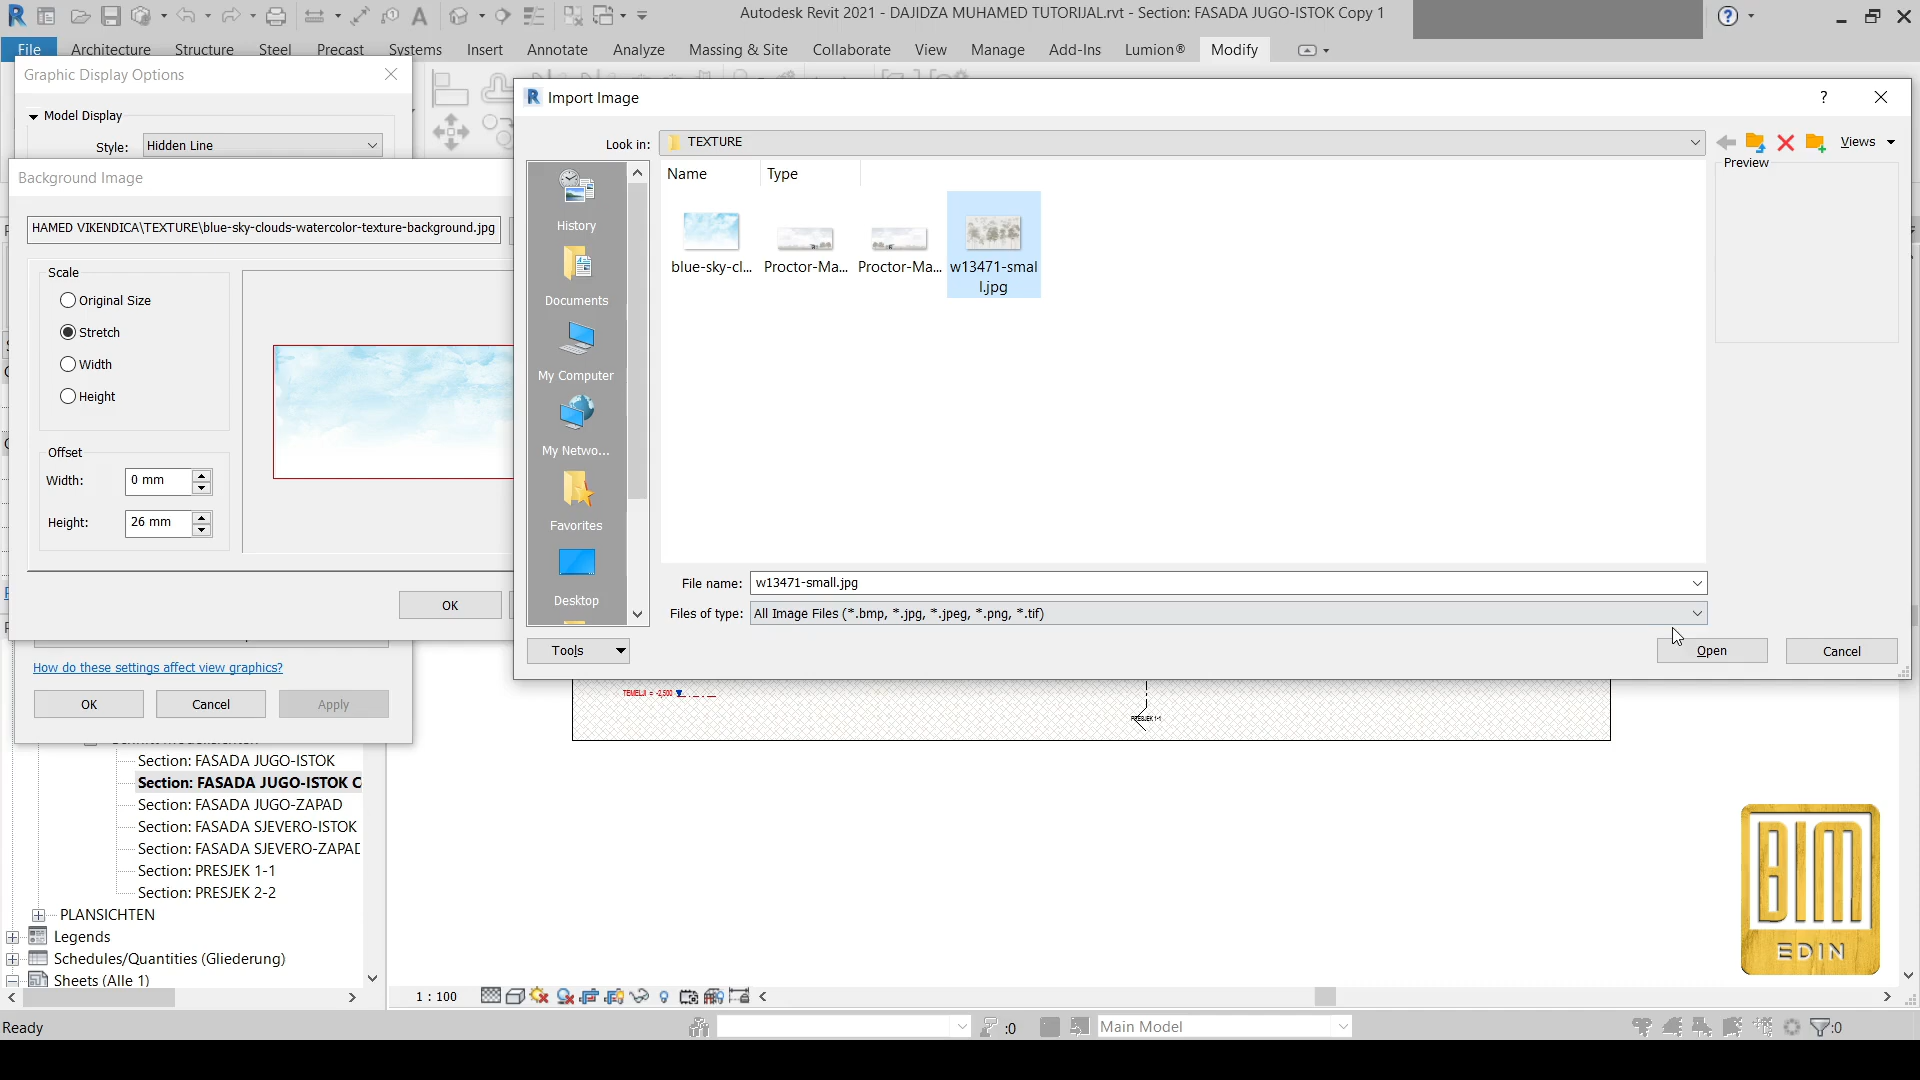 Autodesk Revit 2021 - DAJIDZA MUHAMED TUTORIJAL.rvt - Section: FASADA JUGO-ISTOK Copy 1
File Architecture Structure Steel Precast Systems Insert Annotate Analyze Massing & Site Collaborate View Manage Add-Ins Lumion® Modify
Graphic Display Options
Model Display
Style: Hidden Line
Background Image
HAMED VIKENDICA\TEXTURE\blue-sky-clouds-watercolor-texture-background.jpg
Scale
Original Size
Stretch
Width
Height
Offset
Width: 0 mm
Height: 26 mm
OK
How do these settings affect view graphics?
OK Cancel Apply
Import Image
Look in: TEXTURE
Views
Preview
Name Type
History
Documents
My Computer
My Netwo...
Favorites
Desktop
blue-sky-cl... Proctor-Ma... Proctor-Ma... w13471-smal
l.jpg
File name: w13471-small.jpg
Files of type: All Image Files (*.bmp, *.jpg, *.jpeg, *.png, *.tif)
Tools
Open Cancel
TEMELJI = -2,500
PRESJEK 1-1
Section: FASADA JUGO-ISTOK
Section: FASADA JUGO-ISTOK C
Section: FASADA JUGO-ZAPAD
Section: FASADA SJEVERO-ISTOK
Section: FASADA SJEVERO-ZAPAD
Section: PRESJEK 1-1
Section: PRESJEK 2-2
PLANSICHTEN
Legends
Schedules/Quantities (Gliederung)
Sheets (Alle 1)
BIM
EDIN
1 : 100
Ready
:0
Main Model
:0